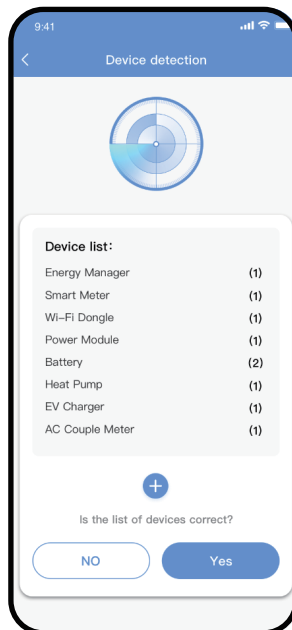 9:41
Device detection
Device list:
Energy Manager (1)
Smart Meter (1)
Wi-Fi Dongle (1)
Power Module (1)
Battery (2)
Heat Pump (1)
EV Charger (1)
AC Couple Meter (1)
Is the list of devices correct?
NO Yes